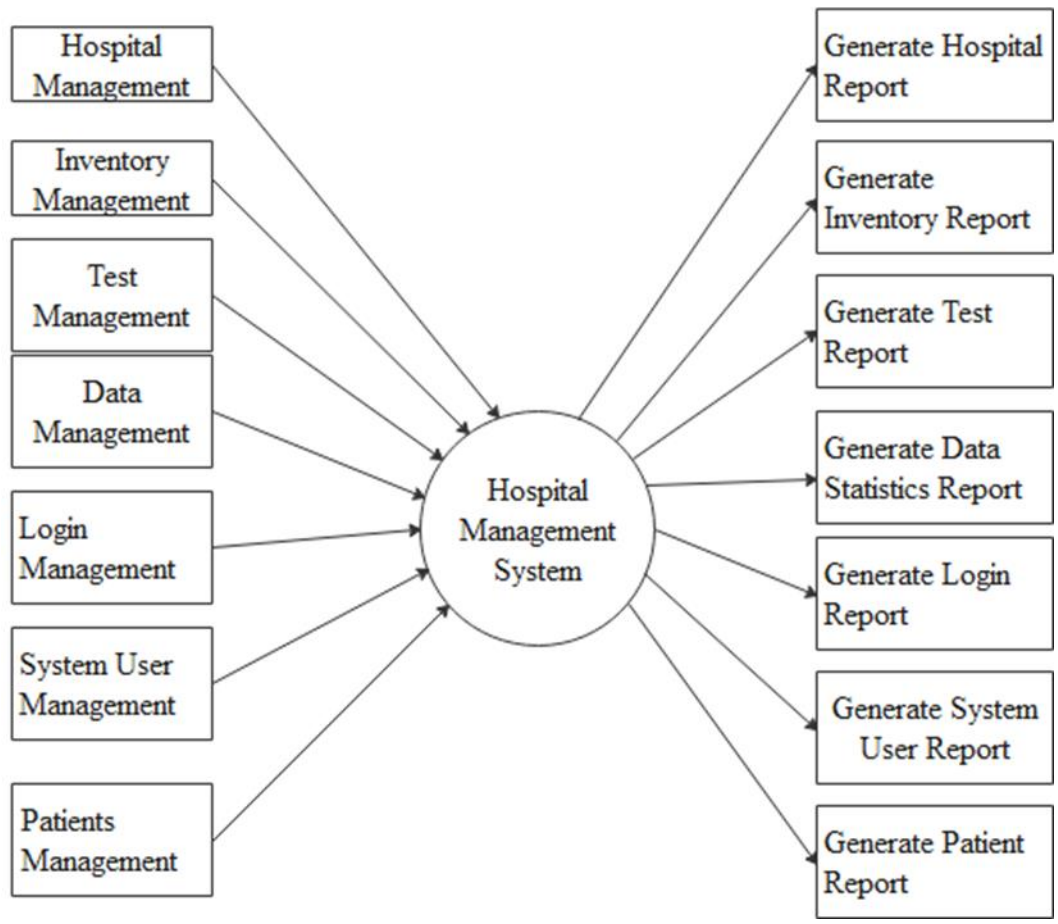 Hospital
Management
Inventory
Management
Test
Management
Data
Management
Login
Management
System User
Management
Patients
Management
Hospital
Management
System
Generate Hospital
Report
Generate
Inventory Report
Generate Test
Report
Generate Data
Statistics Report
Generate Login
Report
Generate System
User Report
Generate Patient
Report